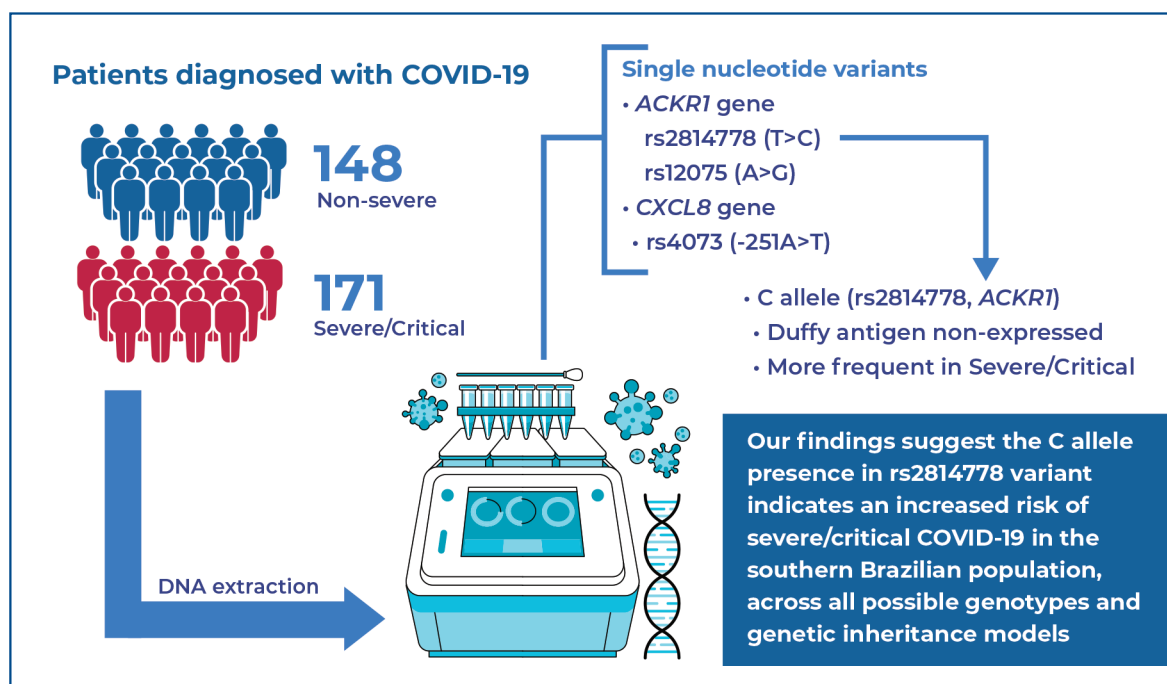 Patients diagnosed with COVID-19
148
Non-severe
171
Severe/Critical
DNA extraction
Single nucleotide variants
• ACKR1 gene
rs2814778 (T>C)
rs12075 (A>G)
• CXCL8 gene
• rs4073 (-251A>T)
• C allele (rs2814778, ACKR1)
• Duffy antigen non-expressed
• More frequent in Severe/Critical
Our findings suggest the C allele
presence in rs2814778 variant
indicates an increased risk of
severe/critical COVID-19 in the
southern Brazilian population,
across all possible genotypes and
genetic inheritance models